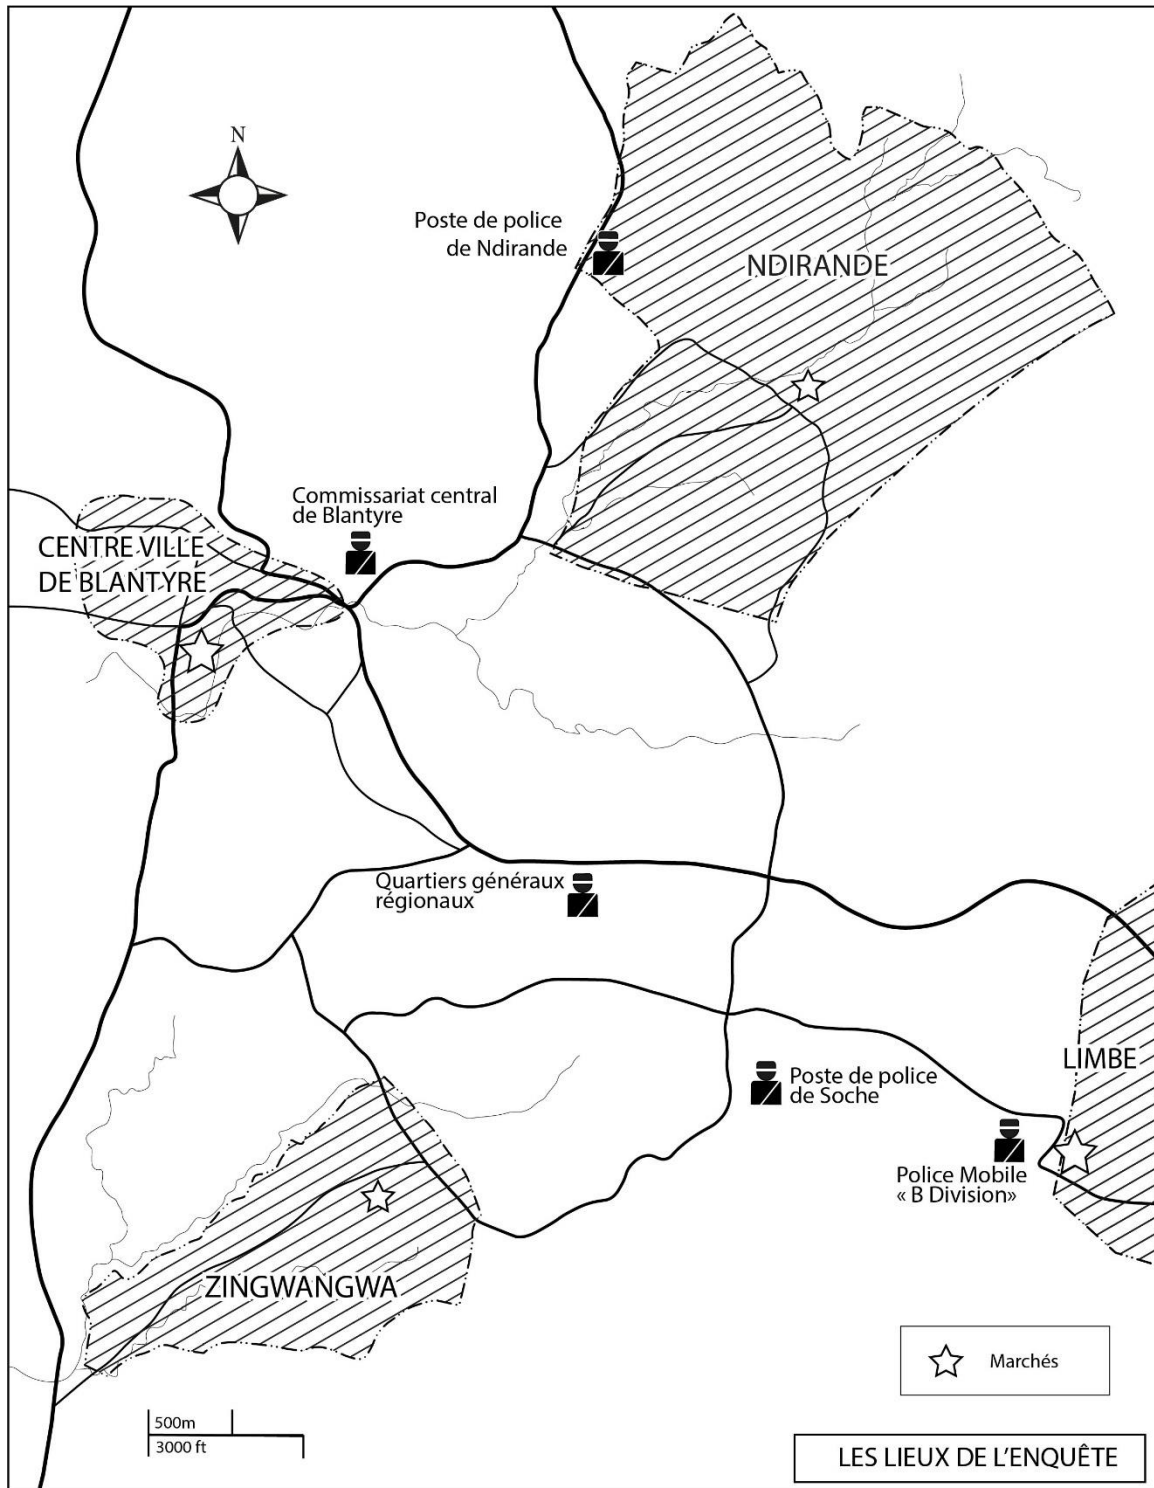 N
Poste de police
de Ndirande
NDIRANDE
Commissariat central
de Blantyre
CENTRE VILLE
DE BLANTYRE
Quartiers généraux
régionaux
LIMBE
Poste de police
de Soche
Police Mobile
« B Division»
ZINGWANGWA
Marchés
500m
3000 ft
LES LIEUX DE L'ENQUÊTE